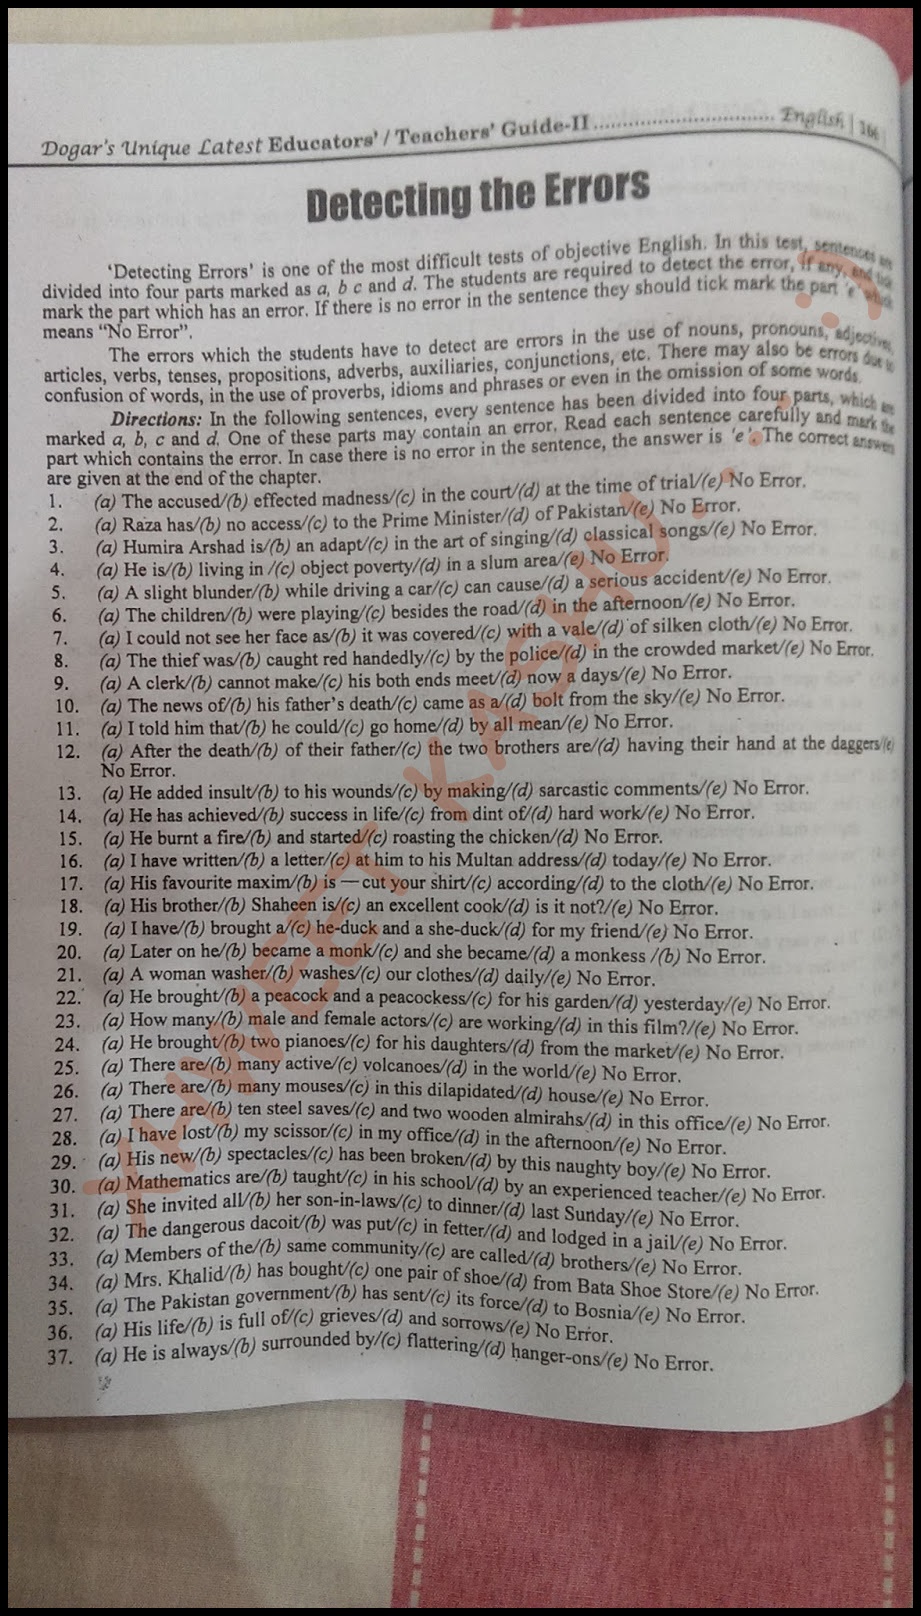 Dogar's Unique Latest Educators' / Teachers' Guide-II .............................. English | 166
Detecting the Errors
'Detecting Errors' is one of the most difficult tests of objective English. In this test, sentences are
divided into four parts marked as a, b c and d. The students are required to detect the error, if any, and
mark the part which has an error. If there is no error in the sentence they should tick mark the part 'e' which
means "No Error".
The errors which the students have to detect are errors in the use of nouns, pronouns, adjectives,
articles, verbs, tenses, propositions, adverbs, auxiliaries, conjunctions, etc. There may also be errors due to
confusion of words, in the use of proverbs, idioms and phrases or even in the omission of some words.
Directions: In the following sentences, every sentence has been divided into four parts, which are
marked a, b, c and d. One of these parts may contain an error. Read each sentence carefully and mark the
part which contains the error. In case there is no error in the sentence, the answer is 'e'. The correct answers
are given at the end of the chapter.
1. (a) The accused/(b) effected madness/(c) in the court/(d) at the time of trial/(e) No Error.
2. (a) Raza has/(b) no access/(c) to the Prime Minister/(d) of Pakistan/(e) No Error.
3. (a) Humira Arshad is/(b) an adapt/(c) in the art of singing/(d) classical songs/(e) No Error.
4. (a) He is/(b) living in /(c) object poverty/(d) in a slum area/(e) No Error.
5. (a) A slight blunder/(b) while driving a car/(c) can cause/(d) a serious accident/(e) No Error.
6. (a) The children/(b) were playing/(c) besides the road/(d) in the afternoon/(e) No Error.
7. (a) I could not see her face as/(b) it was covered/(c) with a vale/(d) of silken cloth/(e) No Error.
8. (a) The thief was/(b) caught red handedly/(c) by the police/(d) in the crowded market/(e) No Error.
9. (a) A clerk/(b) cannot make/(c) his both ends meet/(d) now a days/(e) No Error.
10. (a) The news of/(b) his father's death/(c) came as a/(d) bolt from the sky/(e) No Error.
11. (a) I told him that/(b) he could/(c) go home/(d) by all mean/(e) No Error.
12. (a) After the death/(b) of their father/(c) the two brothers are/(d) having their hand at the daggers/(e)
No Error.
13. (a) He added insult/(b) to his wounds/(c) by making/(d) sarcastic comments/(e) No Error.
14. (a) He has achieved/(b) success in life/(c) from dint of/(d) hard work/(e) No Error.
15. (a) He burnt a fire/(b) and started/(c) roasting the chicken/(d) No Error.
16. (a) I have written/(b) a letter/(c) at him to his Multan address/(d) today/(e) No Error.
17. (a) His favourite maxim/(b) is — cut your shirt/(c) according/(d) to the cloth/(e) No Error.
18. (a) His brother/(b) Shaheen is/(c) an excellent cook/(d) is it not?/(e) No Error.
19. (a) I have/(b) brought a/(c) he-duck and a she-duck/(d) for my friend/(e) No Error.
20. (a) Later on he/(b) became a monk/(c) and she became/(d) a monkess /(b) No Error.
21. (a) A woman washer/(b) washes/(c) our clothes/(d) daily/(e) No Error.
22. (a) He brought/(b) a peacock and a peacockess/(c) for his garden/(d) yesterday/(e) No Error.
23. (a) How many/(b) male and female actors/(c) are working/(d) in this film?/(e) No Error.
24. (a) He brought/(b) two pianoes/(c) for his daughters/(d) from the market/(e) No Error.
25. (a) There are/(b) many active/(c) volcanoes/(d) in the world/(e) No Error.
26. (a) There are/(b) many mouses/(c) in this dilapidated/(d) house/(e) No Error.
27. (a) There are/(b) ten steel saves/(c) and two wooden almirahs/(d) in this office/(e) No Error.
28. (a) I have lost/(b) my scissor/(c) in my office/(d) in the afternoon/(e) No Error.
29. (a) His new/(b) spectacles/(c) has been broken/(d) by this naughty boy/(e) No Error.
30. (a) Mathematics are/(b) taught/(c) in his school/(d) by an experienced teacher/(e) No Error.
31. (a) She invited all/(b) her son-in-laws/(c) to dinner/(d) last Sunday/(e) No Error.
32. (a) The dangerous dacoit/(b) was put/(c) in fetter/(d) and lodged in a jail/(e) No Error.
33. (a) Members of the/(b) same community/(c) are called/(d) brothers/(e) No Error.
34. (a) Mrs. Khalid/(b) has bought/(c) one pair of shoe/(d) from Bata Shoe Store/(e) No Error.
35. (a) The Pakistan government/(b) has sent/(c) its force/(d) to Bosnia/(e) No Error.
36. (a) His life/(b) is full of/(c) grieves/(d) and sorrows/(e) No Error.
37. (a) He is always/(b) surrounded by/(c) flattering/(d) hanger-ons/(e) No Error.